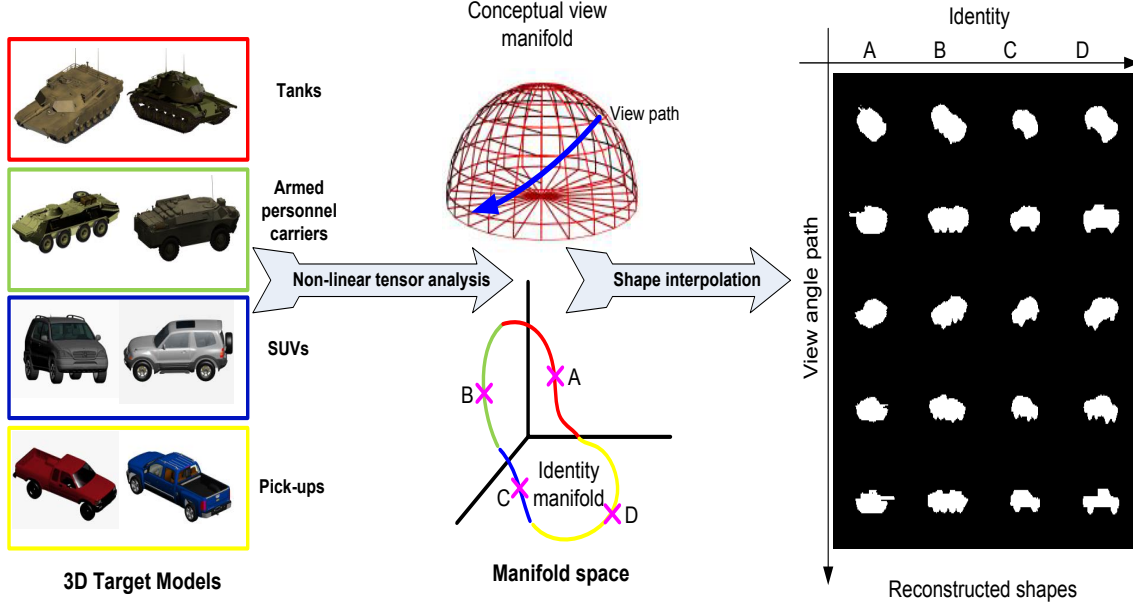 Tanks
Armed
personnel
carriers
SUVs
Pick-ups
3D Target Models
Non-linear tensor analysis
Conceptual view
manifold
View path
A
B
C
D
Identity
manifold
Manifold space
Shape interpolation
Identity
A B C D
View angle path
Reconstructed shapes